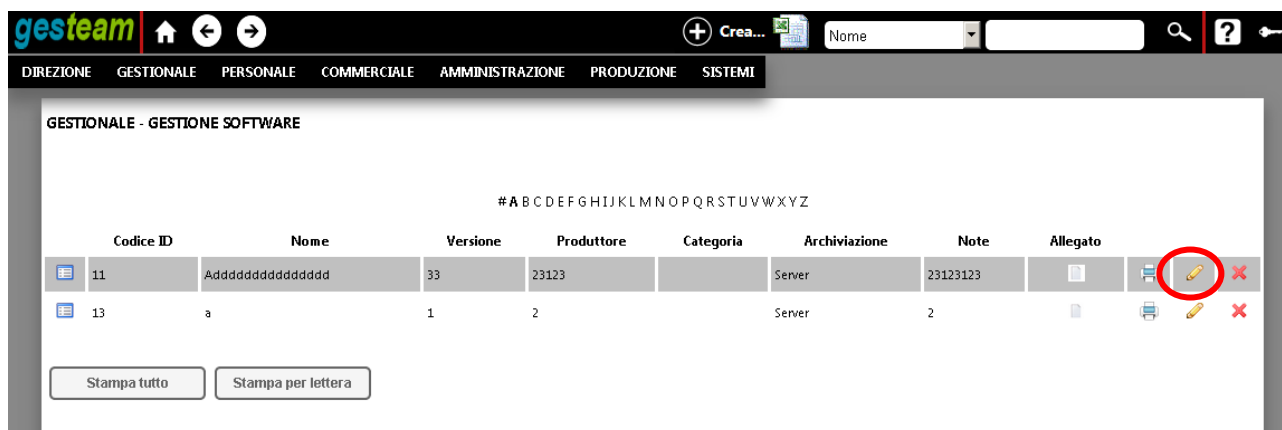 gesteam Crea... Nome ?
DIREZIONE GESTIONALE PERSONALE COMMERCIALE AMMINISTRAZIONE PRODUZIONE SISTEMI
GESTIONALE - GESTIONE SOFTWARE
# A B C D E F G H I J K L M N O P Q R S T U V W X Y Z
Codice ID Nome Versione Produttore Categoria Archiviazione Note Allegato
11 Addddddddddddddd 33 23123 Server 23123123
13 a 1 2 Server 2
Stampa tutto Stampa per lettera